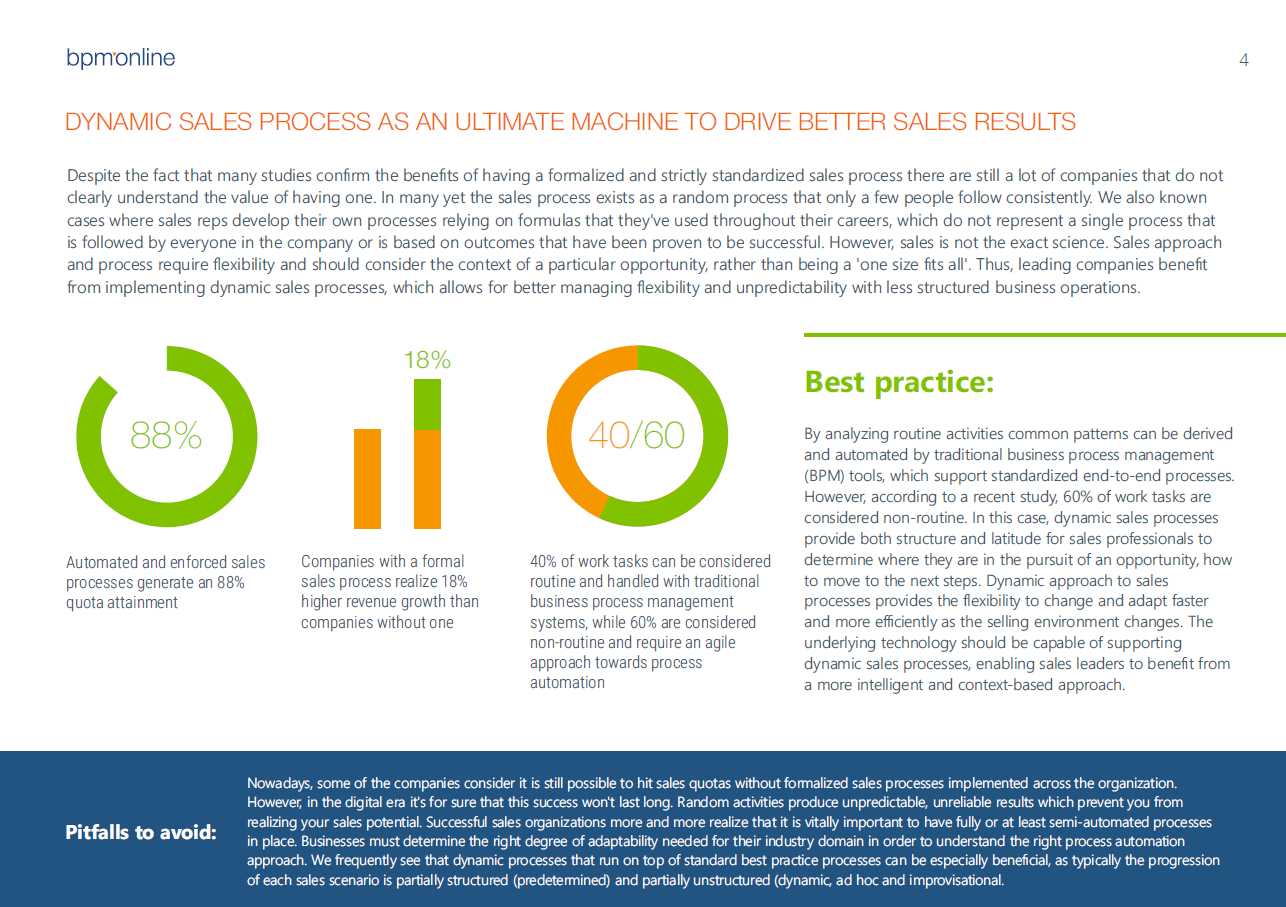 bpm'online
4
DYNAMIC SALES PROCESS AS AN ULTIMATE MACHINE TO DRIVE BETTER SALES RESULTS
Despite the fact that many studies confirm the benefits of having a formalized and strictly standardized sales process there are still a lot of companies that do not
clearly understand the value of having one. In many yet the sales process exists as a random process that only a few people follow consistently. We also known
cases where sales reps develop their own processes relying on formulas that they've used throughout their careers, which do not represent a single process that
is followed by everyone in the company or is based on outcomes that have been proven to be successful. However, sales is not the exact science. Sales approach
and process require flexibility and should consider the context of a particular opportunity, rather than being a 'one size fits all'. Thus, leading companies benefit
from implementing dynamic sales processes, which allows for better managing flexibility and unpredictability with less structured business operations.
88%
Automated and enforced sales
processes generate an 88%
quota attainment
18%
Companies with a formal
sales process realize 18%
higher revenue growth than
companies without one
40/60
40% of work tasks can be considered
routine and handled with traditional
business process management
systems, while 60% are considered
non-routine and require an agile
approach towards process
automation
Best practice:
By analyzing routine activities common patterns can be derived
and automated by traditional business process management
(BPM) tools, which support standardized end-to-end processes.
However, according to a recent study, 60% of work tasks are
considered non-routine. In this case, dynamic sales processes
provide both structure and latitude for sales professionals to
determine where they are in the pursuit of an opportunity, how
to move to the next steps. Dynamic approach to sales
processes provides the flexibility to change and adapt faster
and more efficiently as the selling environment changes. The
underlying technology should be capable of supporting
dynamic sales processes, enabling sales leaders to benefit from
a more intelligent and context-based approach.
Pitfalls to avoid:
Nowadays, some of the companies consider it is still possible to hit sales quotas without formalized sales processes implemented across the organization.
However, in the digital era it's for sure that this success won't last long. Random activities produce unpredictable, unreliable results which prevent you from
realizing your sales potential. Successful sales organizations more and more realize that it is vitally important to have fully or at least semi-automated processes
in place. Businesses must determine the right degree of adaptability needed for their industry domain in order to understand the right process automation
approach. We frequently see that dynamic processes that run on top of standard best practice processes can be especially beneficial, as typically the progression
of each sales scenario is partially structured (predetermined) and partially unstructured (dynamic, ad hoc and improvisational.